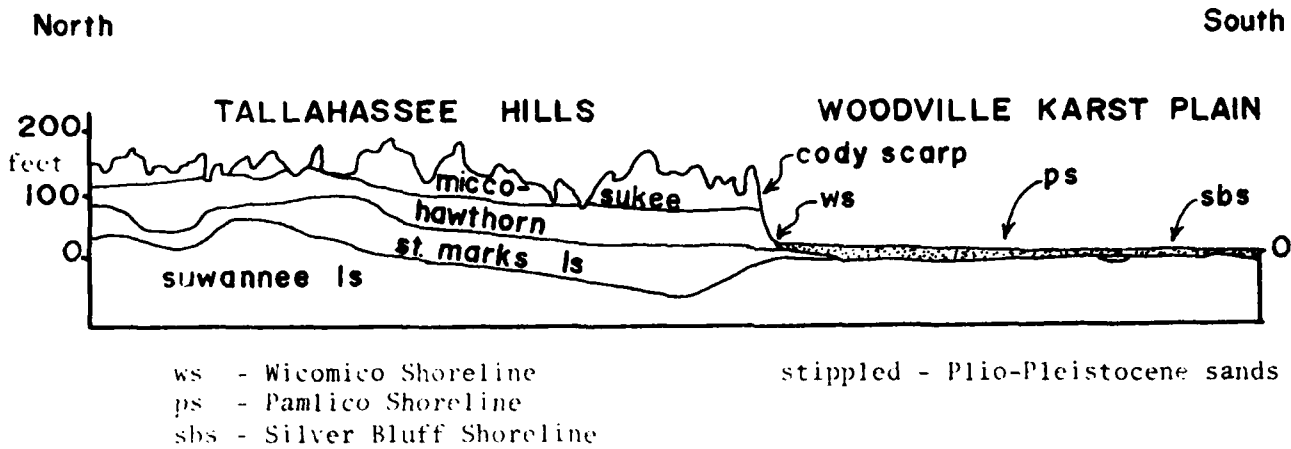 North South
TALLAHASSEE HILLS WOODVILLE KARST PLAIN
200
feet
cody scarp
micco-
sukee
ps
100
ws
sbs
hawthorn
0
st. marks ls
0
suwannee ls
ws - Wicomico Shoreline stippled - Plio-Pleistocene sands
ps - Pamlico Shoreline
sbs - Silver Bluff Shoreline